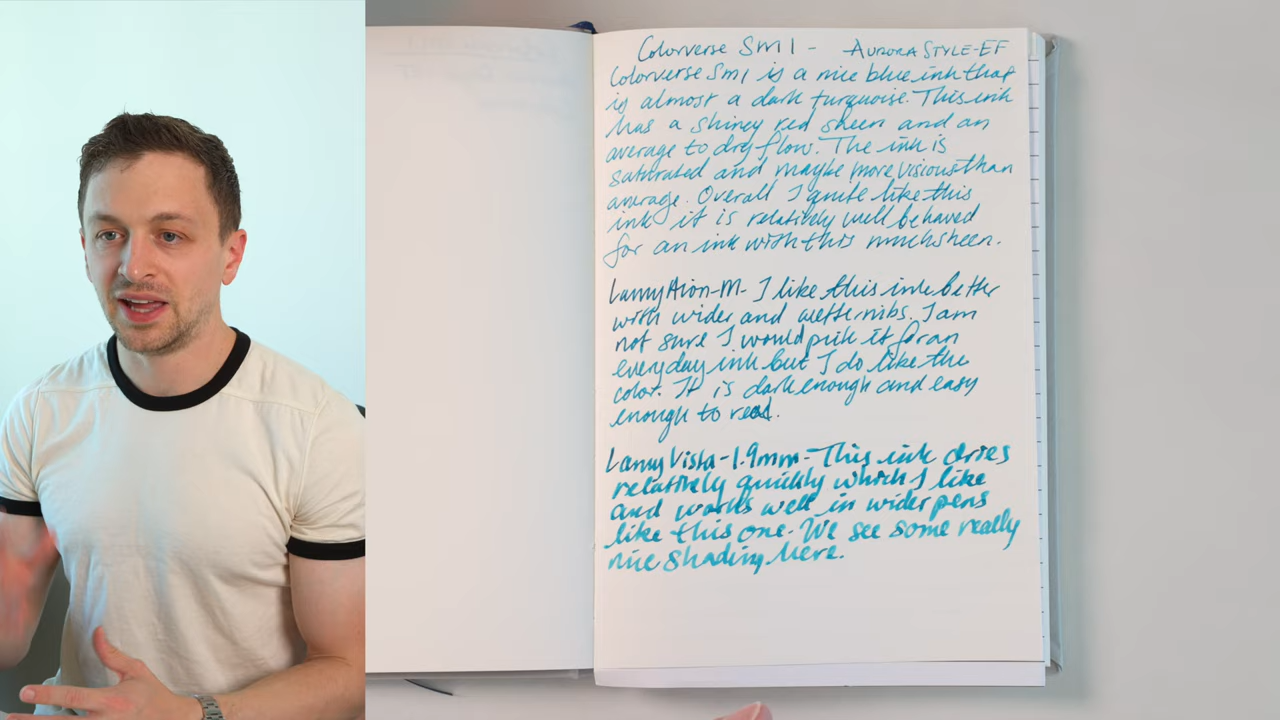 Colorverse Sm 1 - AURORA STYLE-EF
Colorverse Sm 1 is a nice blue ink that
is almost a dark turquoise. This ink
has a shiney red sheen and an
average to dry flow. The ink is
saturated and maybe more viscious than
average. Overall I quite like this
ink it is relatively well behaved
for an ink with this much sheen.
Lamy Aion-M- I like this ink better
with wider and wetter nibs. I am
not sure I would pick it for an
everyday ink but I do like the
color. It is dark enough and easy
enough to read.
Lamy Vista-1.9mm- This ink dries
relatively quickly which I like
and works well in wider pens
like this one. We see some really
nice shading here.